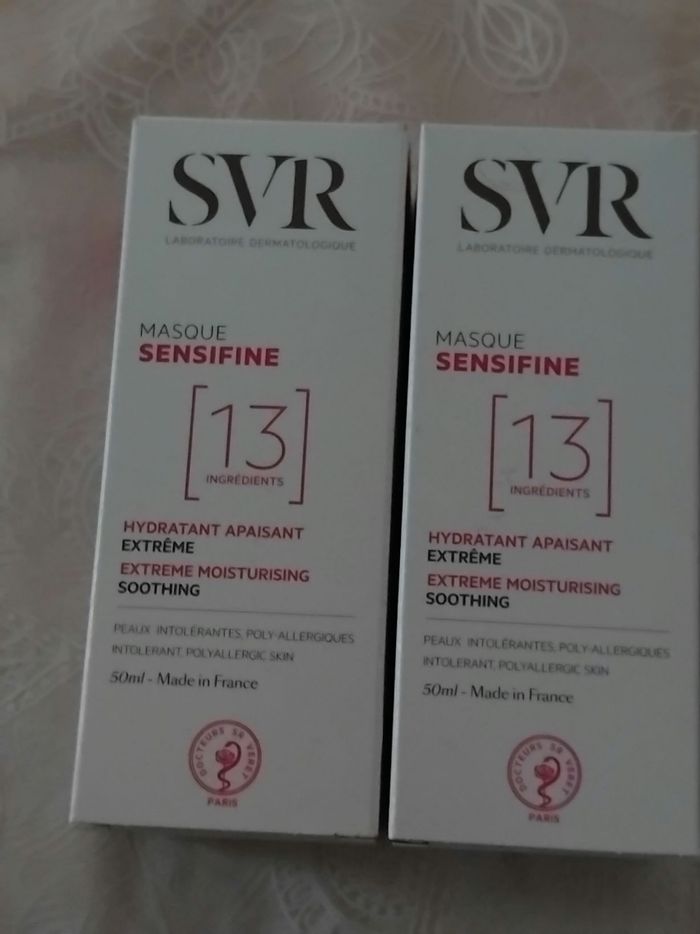 SVR
LABORATOIRE DERMATOLOGIQUE
MASQUE
SENSIFINE
[13]
INGRÉDIENTS
HYDRATANT APAISANT
EXTRÊME
EXTREME MOISTURISING
SOOTHING
PEAUX INTOLÉRANTES, POLY-ALLERGIQUES
INTOLERANT, POLYALLERGIC SKIN
50ml - Made in France
DOCTEURS SR VERET
PARIS
SVR
LABORATOIRE DERMATOLOGIQUE
MASQUE
SENSIFINE
[13]
INGRÉDIENTS
HYDRATANT APAISANT
EXTRÊME
EXTREME MOISTURISING
SOOTHING
PEAUX INTOLÉRANTES, POLY-ALLERGIQUES
INTOLERANT, POLYALLERGIC SKIN
50ml - Made in France
DOCTEURS SR VERET
PARIS